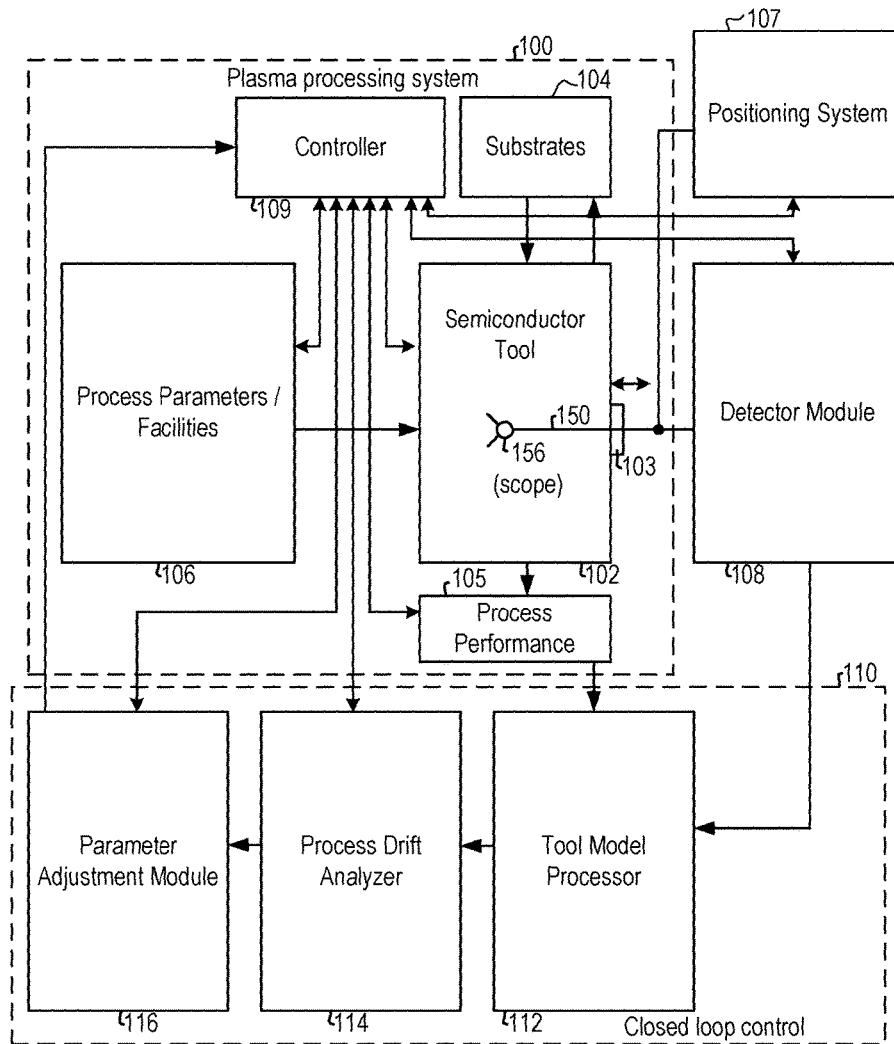 100
107
Plasma processing system
104
Positioning System
Controller
Substrates
109
Semiconductor
Tool
Process Parameters /
Facilities
150
Detector Module
156
103
(scope)
106
105
102
108
Process
Performance
110
Parameter
Adjustment Module
Process Drift
Analyzer
Tool Model
Processor
116
114
112
Closed loop control